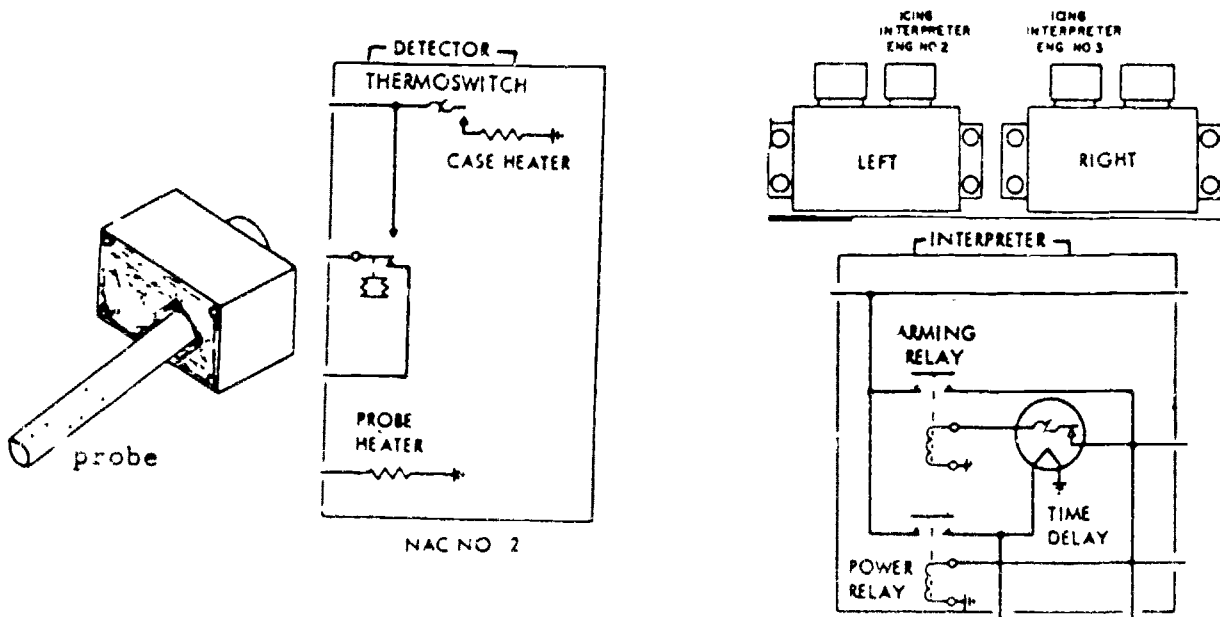 probe
DETECTOR
THERMOSWITCH
CASE HEATER
PROBE
HEATER
NAC NO 2
ICING
INTERPRETER
ENG NO 2
ICING
INTERPRETER
ENG NO 3
LEFT
RIGHT
INTERPRETER
ARMING
RELAY
TIME
DELAY
POWER
RELAY